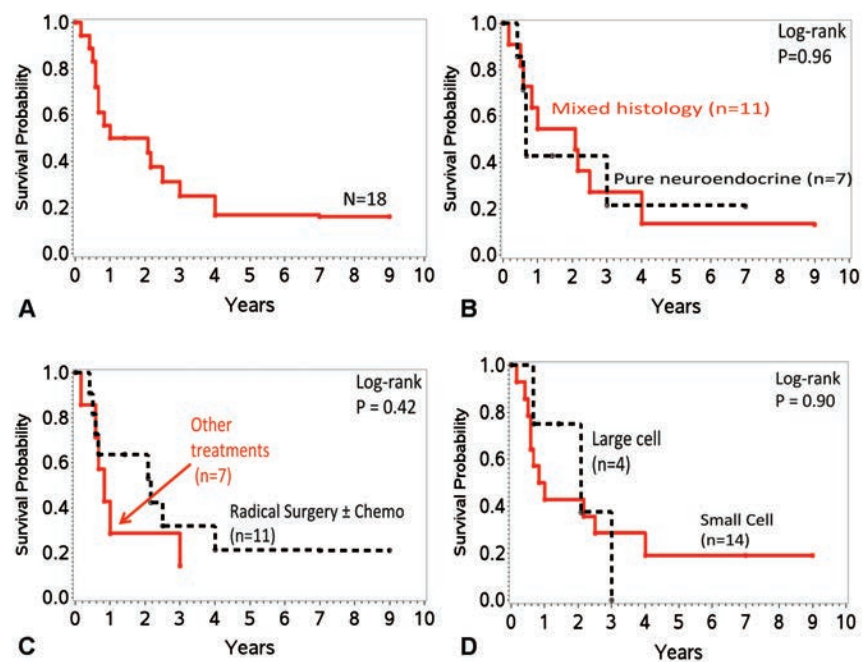 1.0
0.8
0.6
0.4
0.2
0.0
Survival Probability
N=18
0 1 2 3 4 5 6 7 8 9 10
Years
A
1.0
0.8
0.6
0.4
0.2
0.0
Survival Probability
Log-rank
P=0.96
Mixed histology (n=11)
Pure neuroendocrine (n=7)
0 1 2 3 4 5 6 7 8 9 10
Years
B
1.0
0.8
0.6
0.4
0.2
0.0
Survival Probability
Log-rank
P = 0.42
Other
treatments
(n=7)
Radical Surgery ± Chemo
(n=11)
0 1 2 3 4 5 6 7 8 9 10
Years
C
1.0
0.8
0.6
0.4
0.2
0.0
Survival Probability
Log-rank
P = 0.90
Large cell
(n=4)
Small Cell
(n=14)
0 1 2 3 4 5 6 7 8 9 10
Years
D